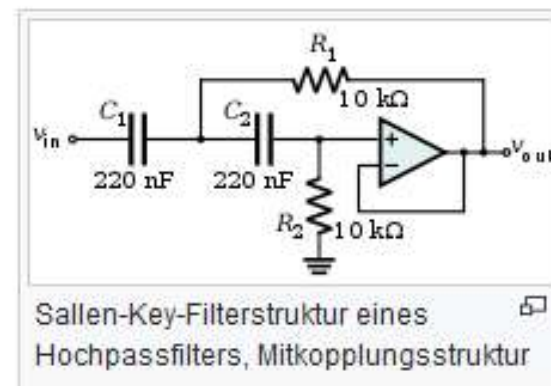 R1
10 kΩ
C1
C2
vin
+
−
vout
220 nF
220 nF
R2
10 kΩ
Sallen-Key-Filterstruktur eines
Hochpassfilters, Mitkopplungsstruktur